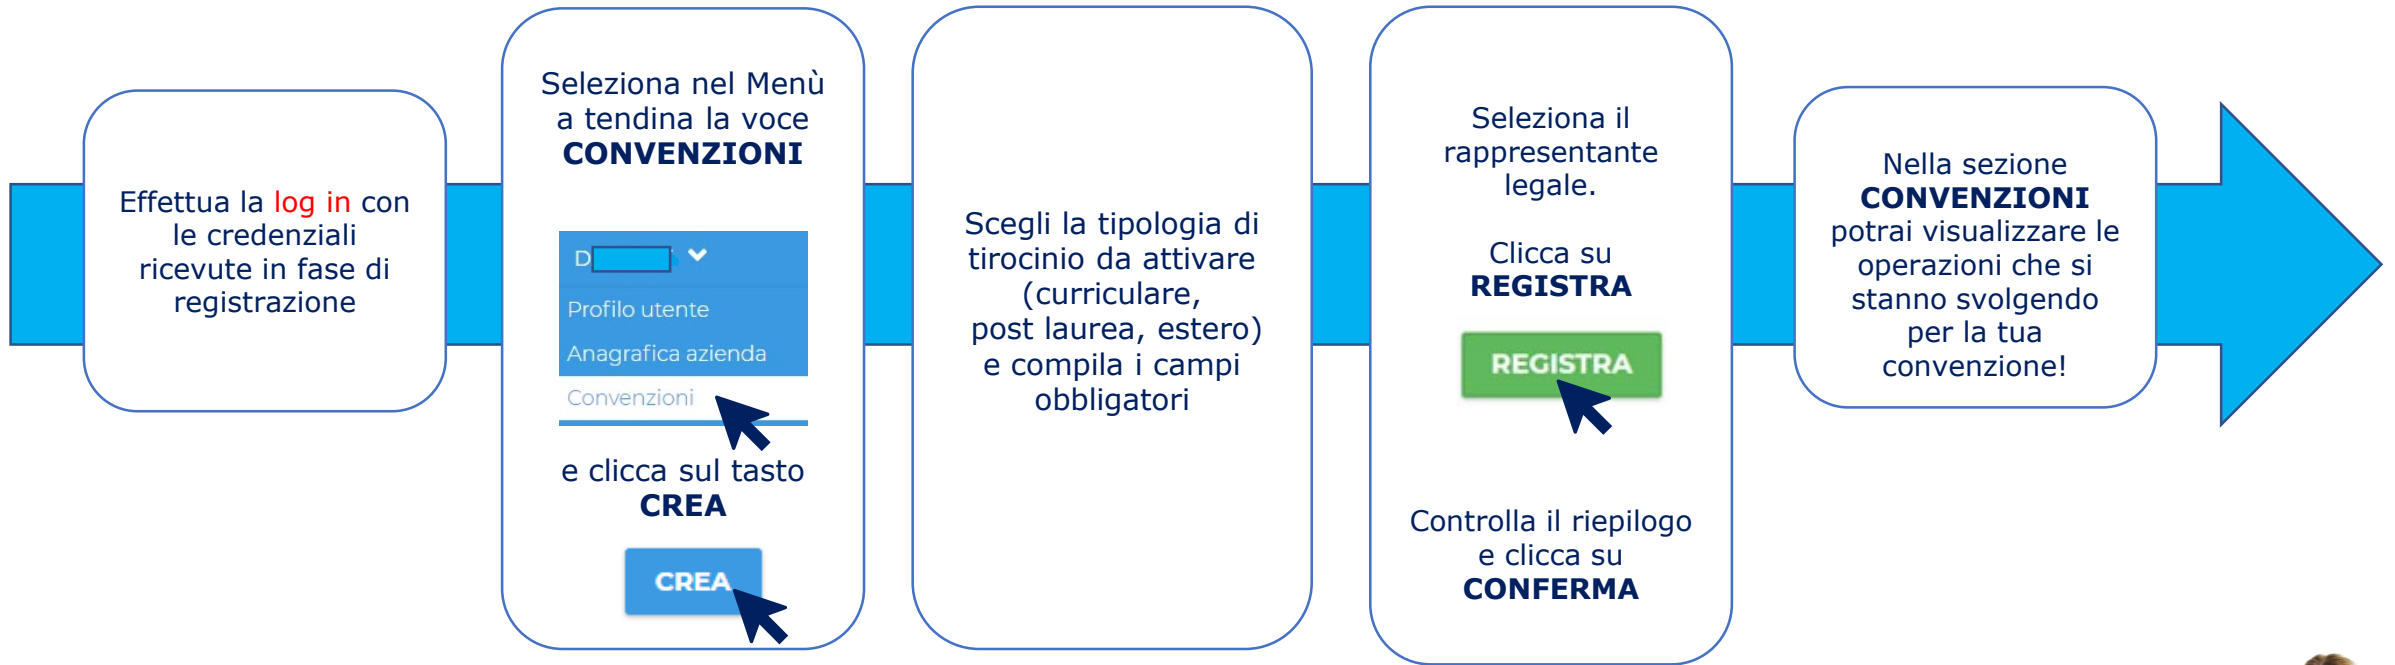 Effettua la log in con
le credenziali
ricevute in fase di
registrazione
Seleziona nel Menù
a tendina la voce
CONVENZIONI
D
Profilo utente
Anagrafica azienda
Convenzioni
e clicca sul tasto
CREA
CREA
Scegli la tipologia di
tirocinio da attivare
(curriculare,
post laurea, estero)
e compila i campi
obbligatori
Seleziona il
rappresentante
legale.
Clicca su
REGISTRA
REGISTRA
Controlla il riepilogo
e clicca su
CONFERMA
Nella sezione
CONVENZIONI
potrai visualizzare le
operazioni che si
stanno svolgendo
per la tua
convenzione!